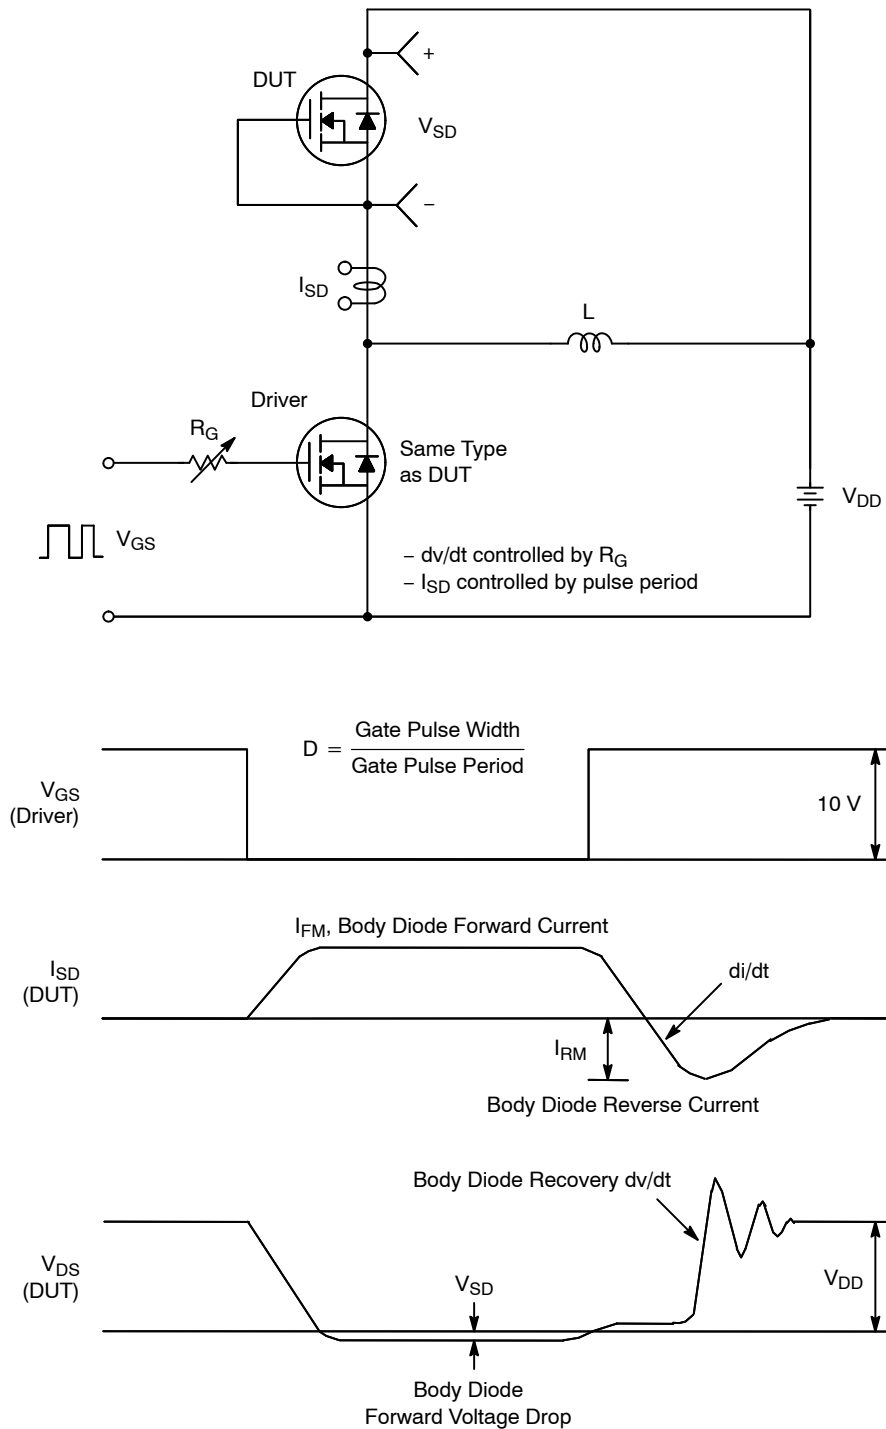 +
DUT
V_SD
−
I_SD
L
Driver
R_G
Same Type
as DUT
V_DD
V_GS
− dv/dt controlled by R_G
− I_SD controlled by pulse period
D = Gate Pulse Width
Gate Pulse Period
V_GS
(Driver)
10 V
I_FM, Body Diode Forward Current
I_SD
(DUT)
di/dt
I_RM
Body Diode Reverse Current
Body Diode Recovery dv/dt
V_DS
(DUT)
V_SD
V_DD
Body Diode
Forward Voltage Drop